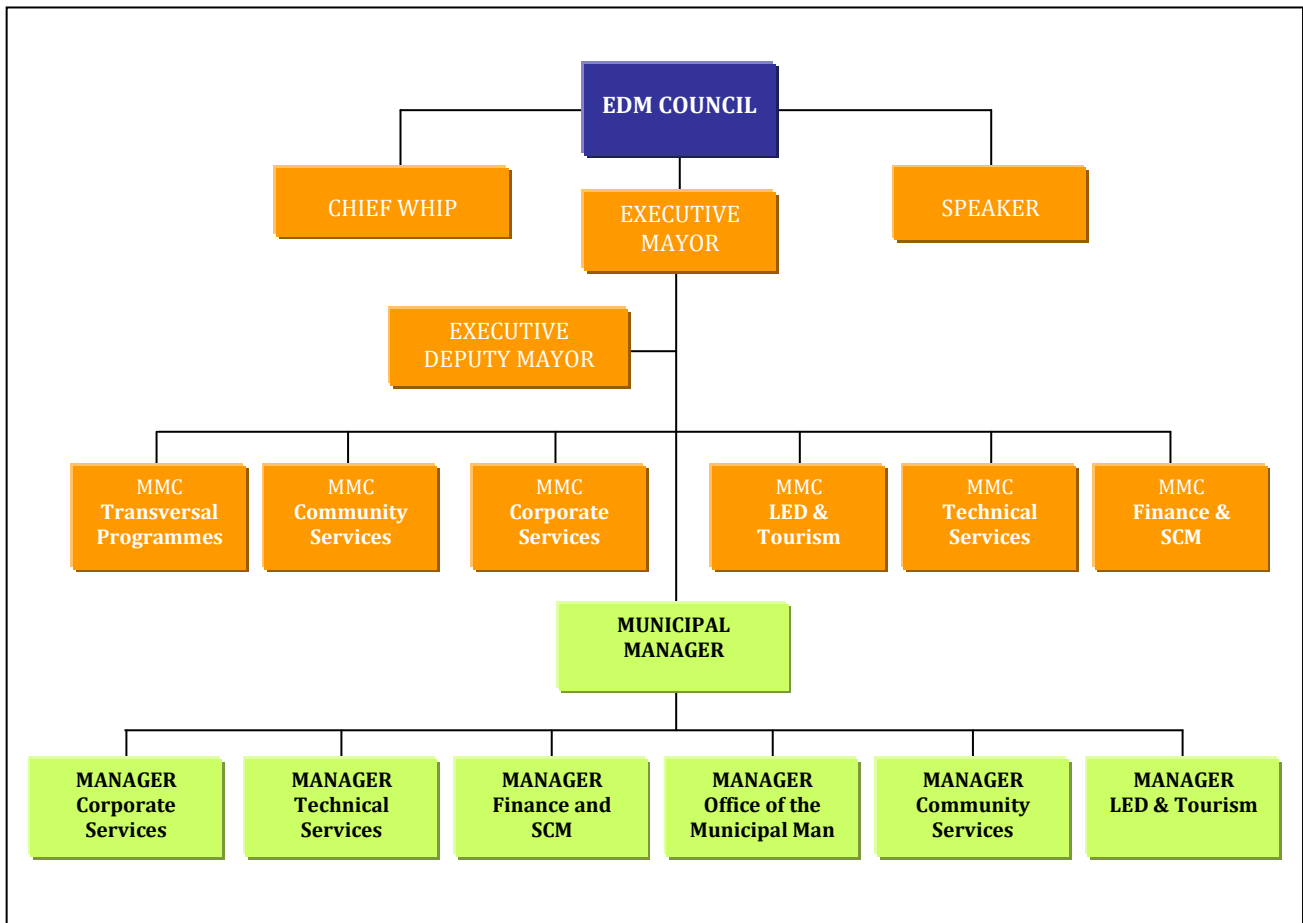 EDM COUNCIL
CHIEF WHIP
EXECUTIVE
MAYOR
SPEAKER
EXECUTIVE
DEPUTY MAYOR
MMC
Transversal
Programmes
MMC
Community
Services
MMC
Corporate
Services
MMC
LED &
Tourism
MMC
Technical
Services
MMC
Finance &
SCM
MUNICIPAL
MANAGER
MANAGER
Corporate
Services
MANAGER
Technical
Services
MANAGER
Finance and
SCM
MANAGER
Office of the
Municipal Man
MANAGER
Community
Services
MANAGER
LED & Tourism